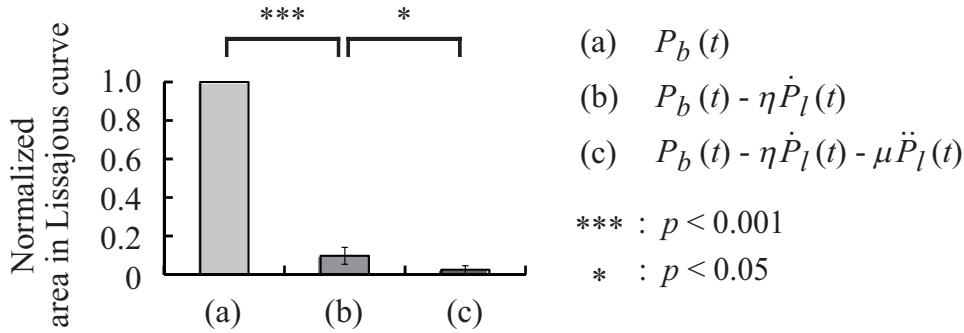 *** *
Normalized
area in Lissajous curve
1.0
0.8
0.6
0.4
0.2
0
(a) (b) (c)
(a) P_b (t)
(b) P_b (t) - ηṖ_l (t)
(c) P_b (t) - ηṖ_l (t) - μP̈_l (t)
*** : p < 0.001
* : p < 0.05